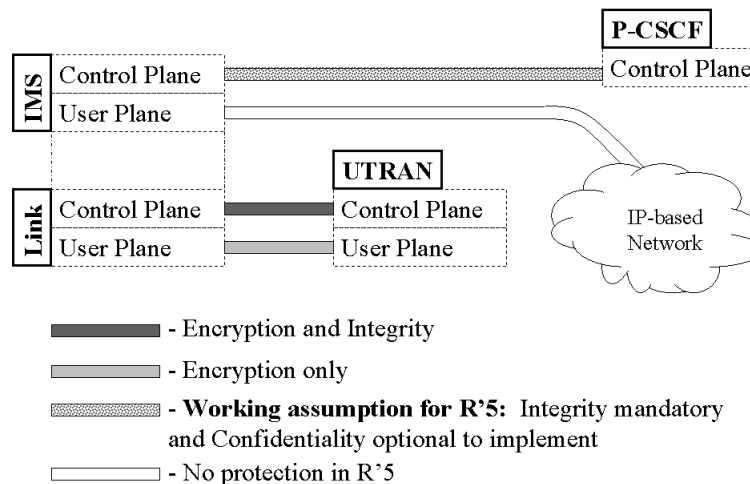 P-CSCF
IMS
Control Plane
Control Plane
User Plane
UTRAN
Link
Control Plane
Control Plane
User Plane
User Plane
IP-based
Network
- Encryption and Integrity
- Encryption only
- Working assumption for R'5: Integrity mandatory
and Confidentiality optional to implement
- No protection in R'5